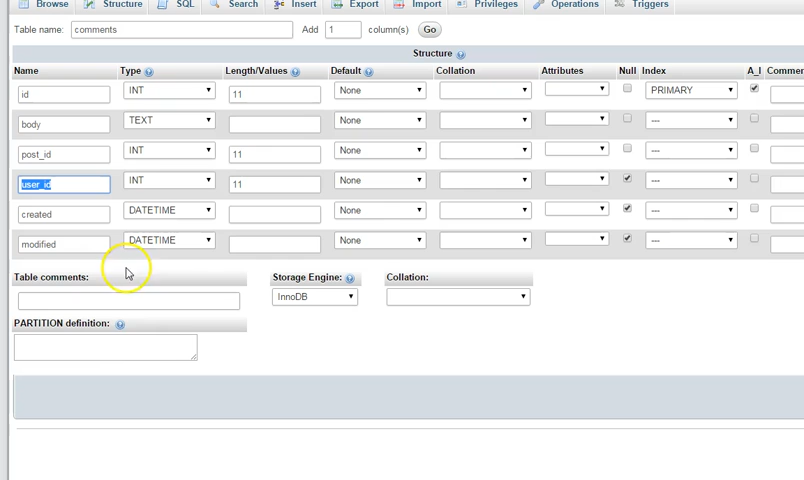 Browse Structure SQL Search Insert Export Import Privileges Operations Triggers
Table name: comments Add 1 column(s) Go
Structure
Name Type Length/Values Default Collation Attributes Null Index A_I Commen
id INT 11 None PRIMARY
body TEXT None ---
post_id INT 11 None ---
user_id INT 11 None ---
created DATETIME None ---
modified DATETIME None ---
Table comments: Storage Engine: Collation:
InnoDB
PARTITION definition: